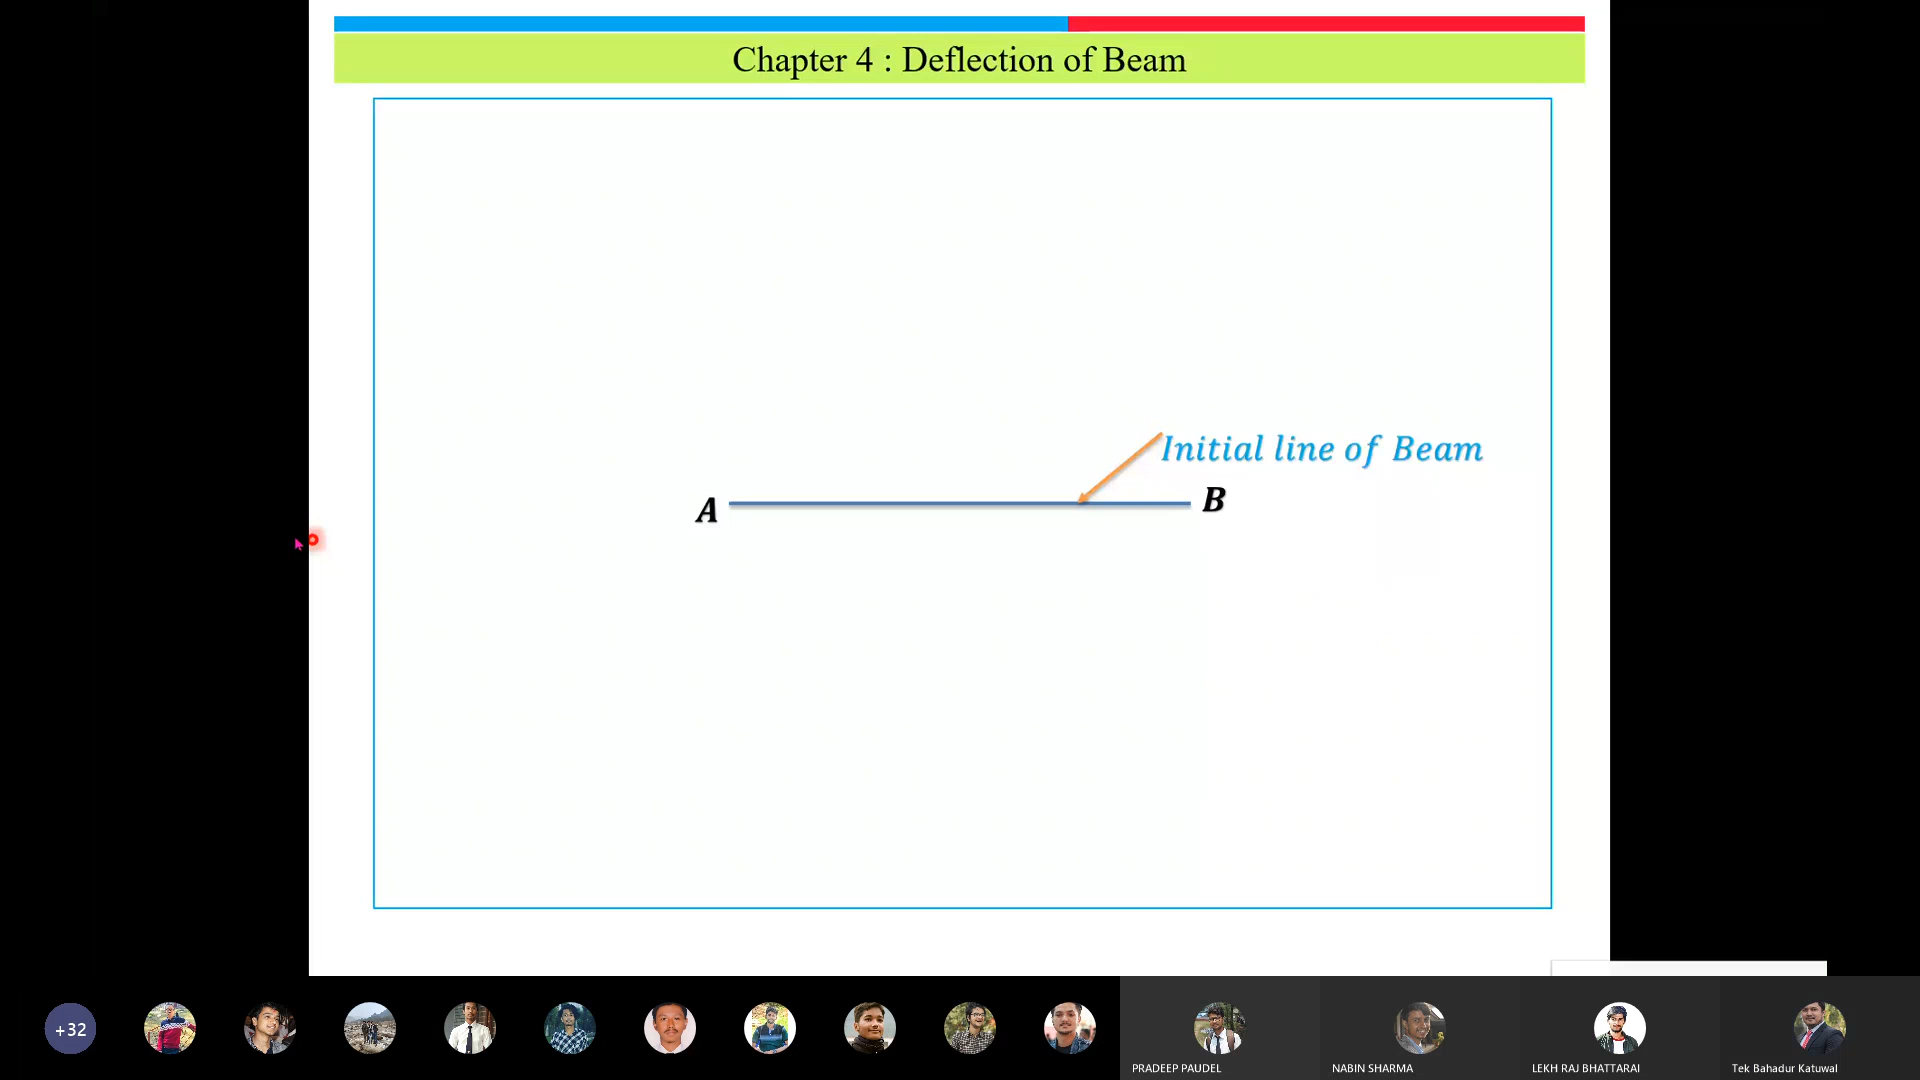 Chapter 4 : Deflection of Beam
Initial line of Beam
A
B
+32
PRADEEP PAUDEL
NABIN SHARMA
LEKH RAJ BHATTARAI
Tek Bahadur Katuwal